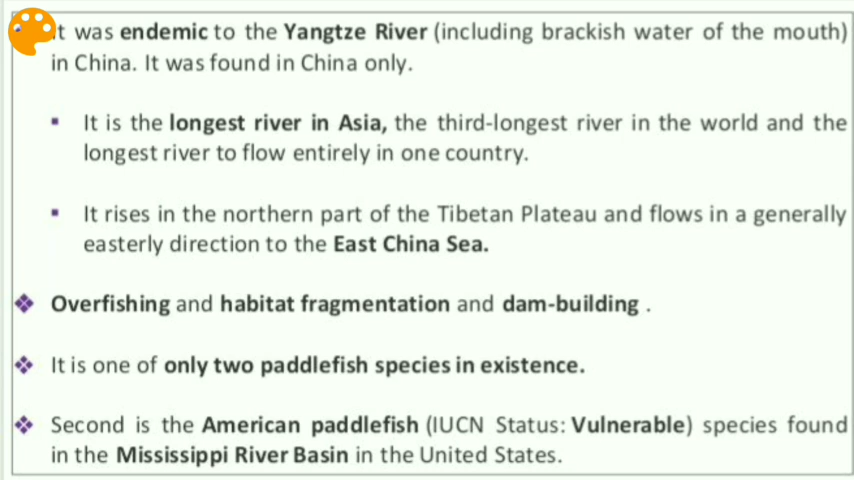 t was endemic to the Yangtze River (including brackish water of the mouth)
in China. It was found in China only.
It is the longest river in Asia, the third-longest river in the world and the
longest river to flow entirely in one country.
It rises in the northern part of the Tibetan Plateau and flows in a generally
easterly direction to the East China Sea.
Overfishing and habitat fragmentation and dam-building .
It is one of only two paddlefish species in existence.
Second is the American paddlefish (IUCN Status: Vulnerable) species found
in the Mississippi River Basin in the United States.